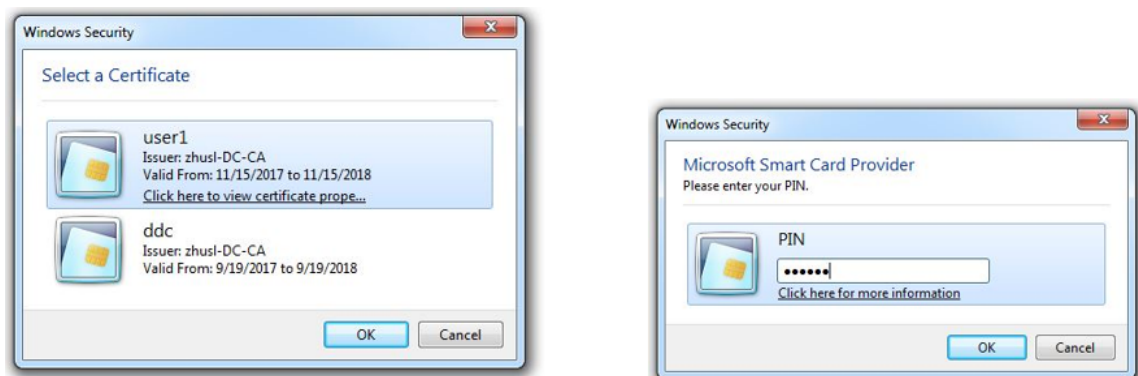 Windows Security
Select a Certificate
user1
Issuer: zhusl-DC-CA
Valid From: 11/15/2017 to 11/15/2018
Click here to view certificate prope...
ddc
Issuer: zhusl-DC-CA
Valid From: 9/19/2017 to 9/19/2018
OK
Cancel
Windows Security
Microsoft Smart Card Provider
Please enter your PIN.
PIN
••••••
Click here for more information
OK
Cancel